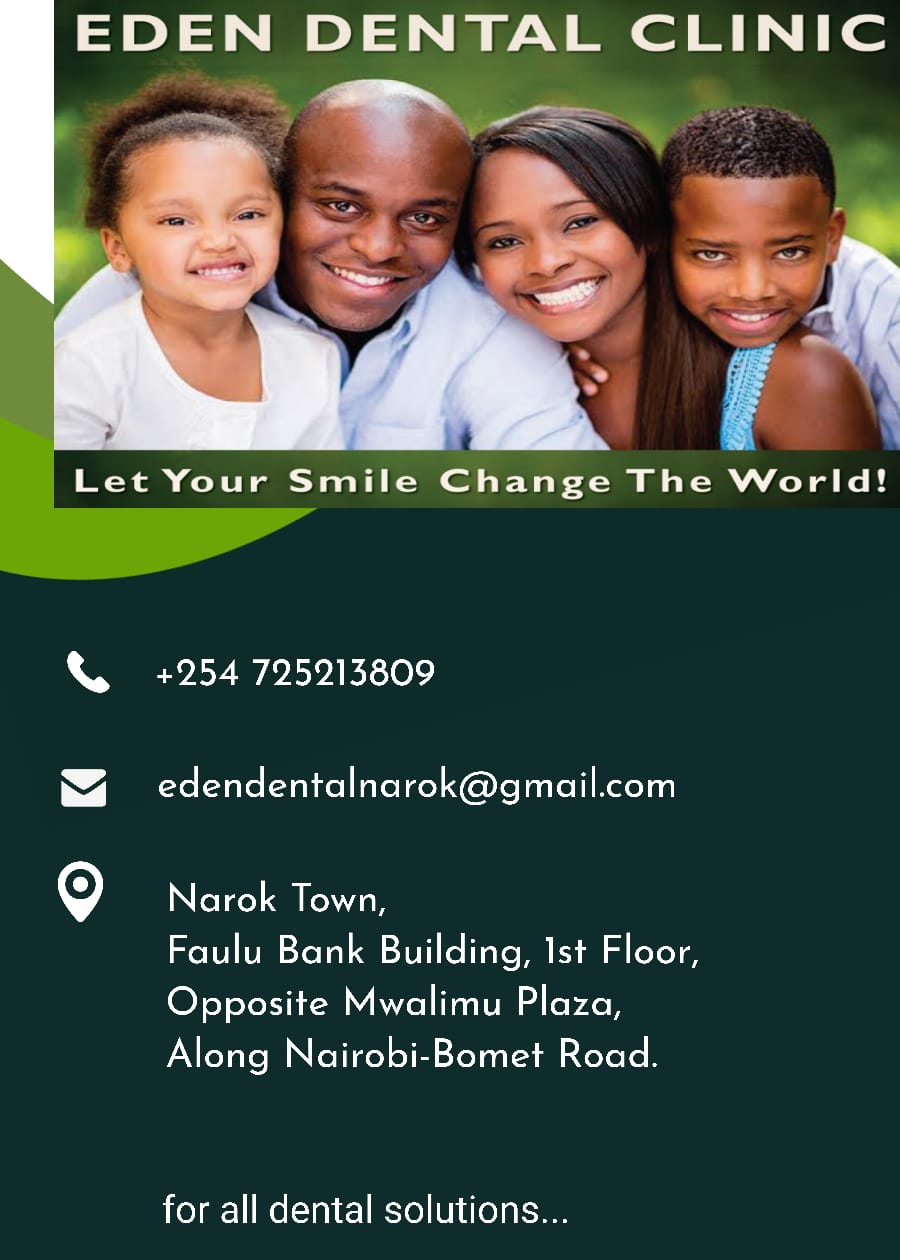 EDEN DENTAL CLINIC
Let Your Smile Change The World!
+254 725213809
edendentalnarok@gmail.com
Narok Town,
Faulu Bank Building, 1st Floor,
Opposite Mwalimu Plaza,
Along Nairobi-Bomet Road.
for all dental solutions...